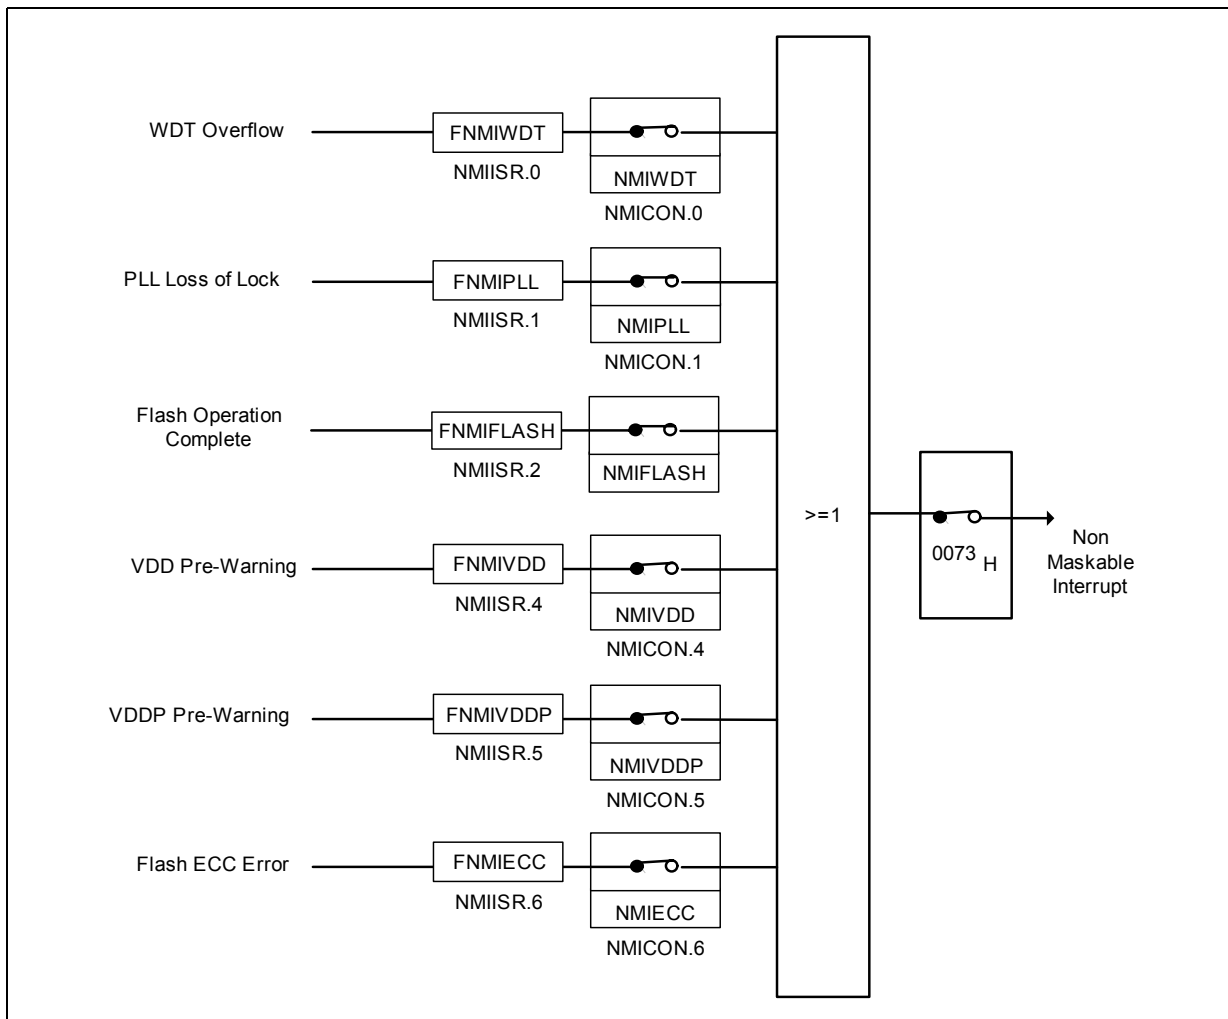 WDT Overflow
FNMIWDT
NMIISR.0
NMIWDT
NMICON.0
PLL Loss of Lock
FNMIPLL
NMIISR.1
NMIPLL
NMICON.1
Flash Operation
Complete
FNMIFLASH
NMIISR.2
NMIFLASH
VDD Pre-Warning
FNMIVDD
NMIISR.4
NMIVDD
NMICON.4
VDDP Pre-Warning
FNMIVDDP
NMIISR.5
NMIVDDP
NMICON.5
Flash ECC Error
FNMIECC
NMIISR.6
NMIECC
NMICON.6
>=1
0073 H
Non
Maskable
Interrupt